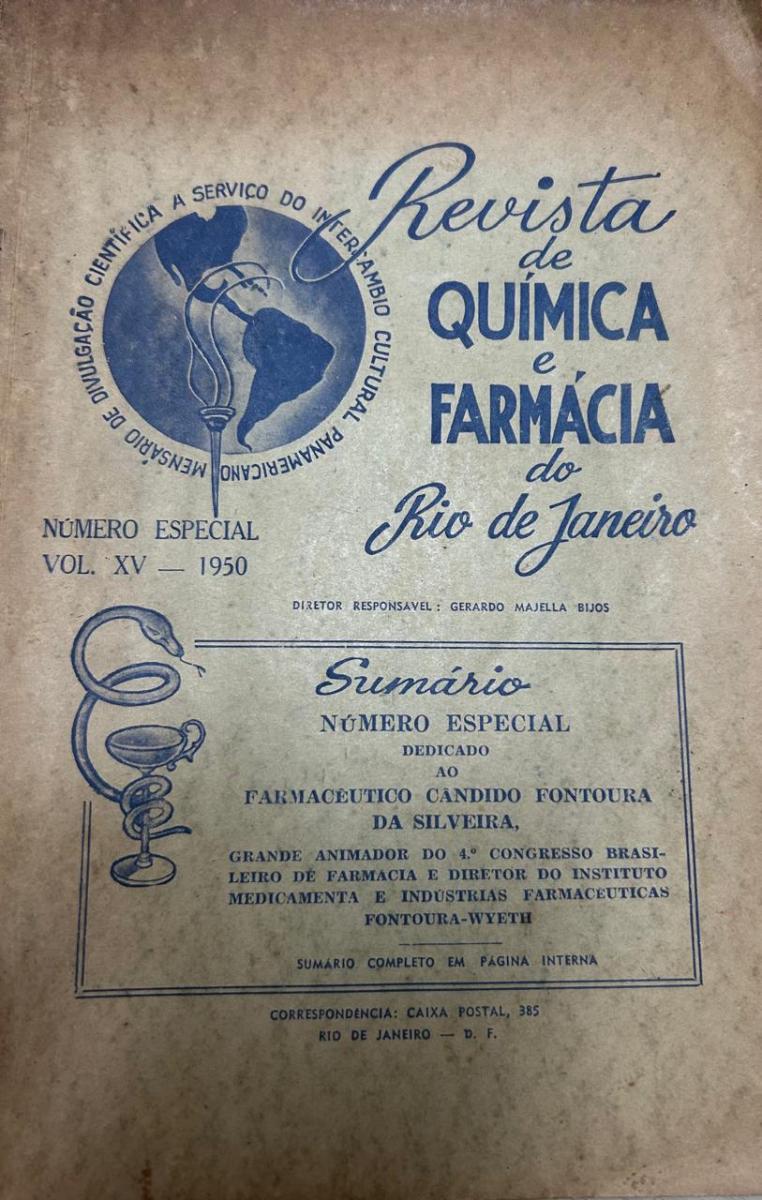 MENSÁRIO DE DIVULGAÇÃO CIENTÍFICA A SERVIÇO DO INTERCAMBIO CULTURAL PANAMERICANO
Revista
de
QUÍMICA
e
FARMÁCIA
do
Rio de Janeiro
NÚMERO ESPECIAL
VOL. XV — 1950
DIRETOR RESPONSAVEL : GERARDO MAJELLA BIJOS
Sumário
NÚMERO ESPECIAL
DEDICADO
AO
FARMACÊUTICO CANDIDO FONTOURA
DA SILVEIRA,
GRANDE ANIMADOR DO 4.º CONGRESSO BRASI-
LEIRO DE FARMACIA E DIRETOR DO INSTITUTO
MEDICAMENTA E INDÚSTRIAS FARMACÊUTICAS
FONTOURA-WYETH
SUMÁRIO COMPLETO EM PÁGINA INTERNA
CORRESPONDÊNCIA: CAIXA POSTAL, 385
RIO DE JANEIRO — D. F.